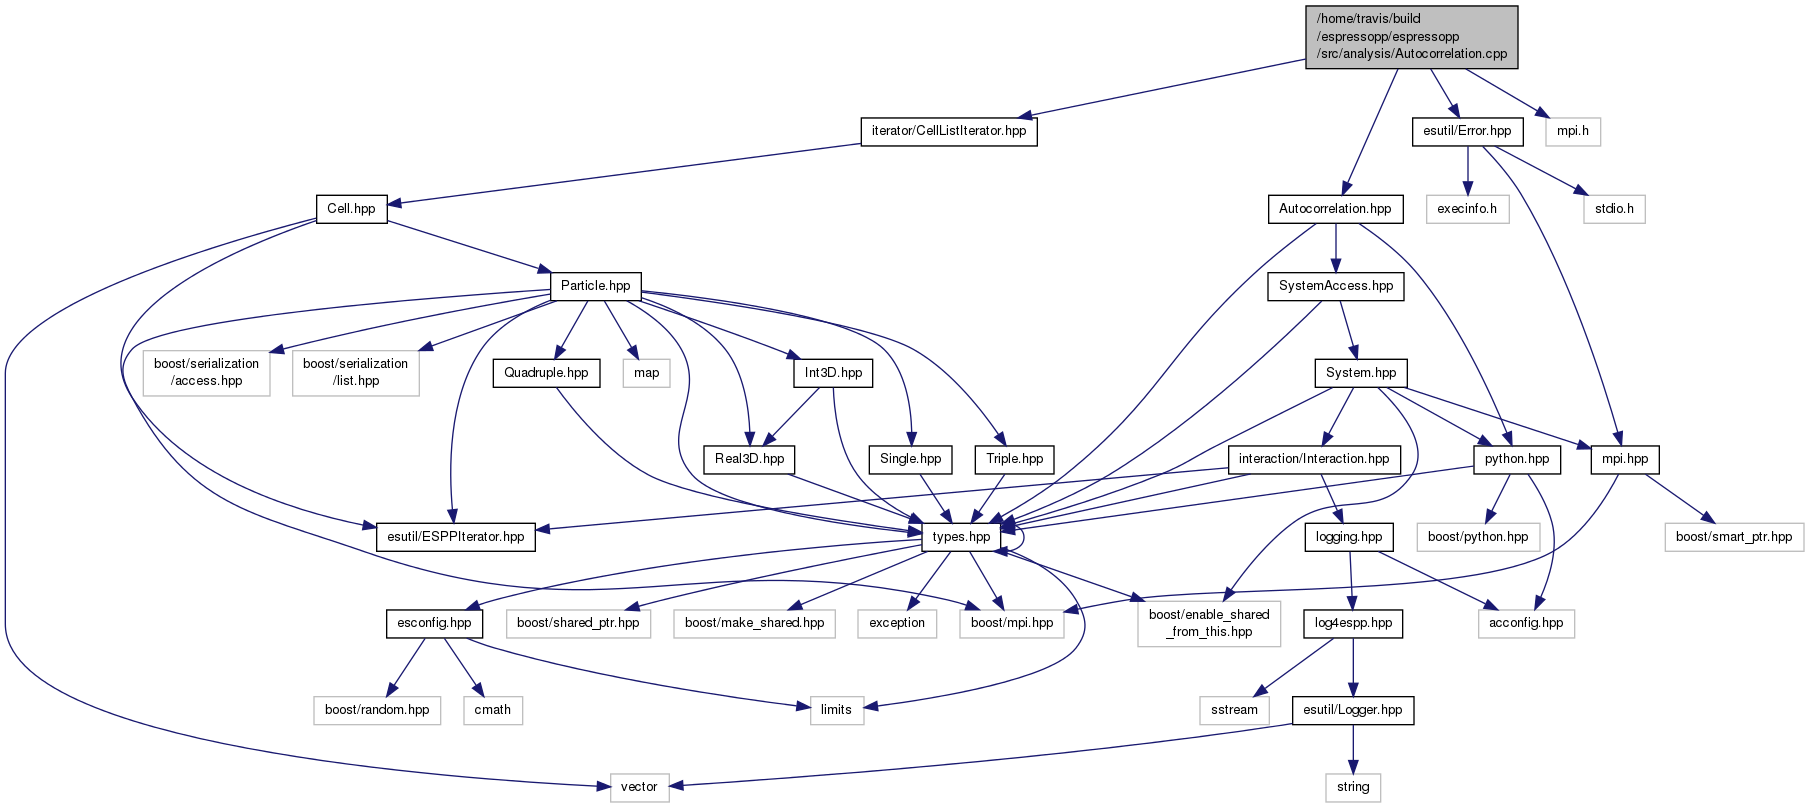 /home/travis/build
/espressopp/espressopp
/src/analysis/Autocorrelation.cpp
iterator/CellListIterator.hpp
esutil/Error.hpp
mpi.h
Cell.hpp
Autocorrelation.hpp
execinfo.h
stdio.h
Particle.hpp
SystemAccess.hpp
boost/serialization
/access.hpp
boost/serialization
/list.hpp
Quadruple.hpp
map
Int3D.hpp
System.hpp
Real3D.hpp
Single.hpp
Triple.hpp
interaction/Interaction.hpp
python.hpp
mpi.hpp
esutil/ESPPIterator.hpp
types.hpp
logging.hpp
boost/python.hpp
boost/smart_ptr.hpp
esconfig.hpp
boost/shared_ptr.hpp
boost/make_shared.hpp
exception
boost/mpi.hpp
boost/enable_shared
_from_this.hpp
log4espp.hpp
acconfig.hpp
boost/random.hpp
cmath
limits
sstream
esutil/Logger.hpp
vector
string